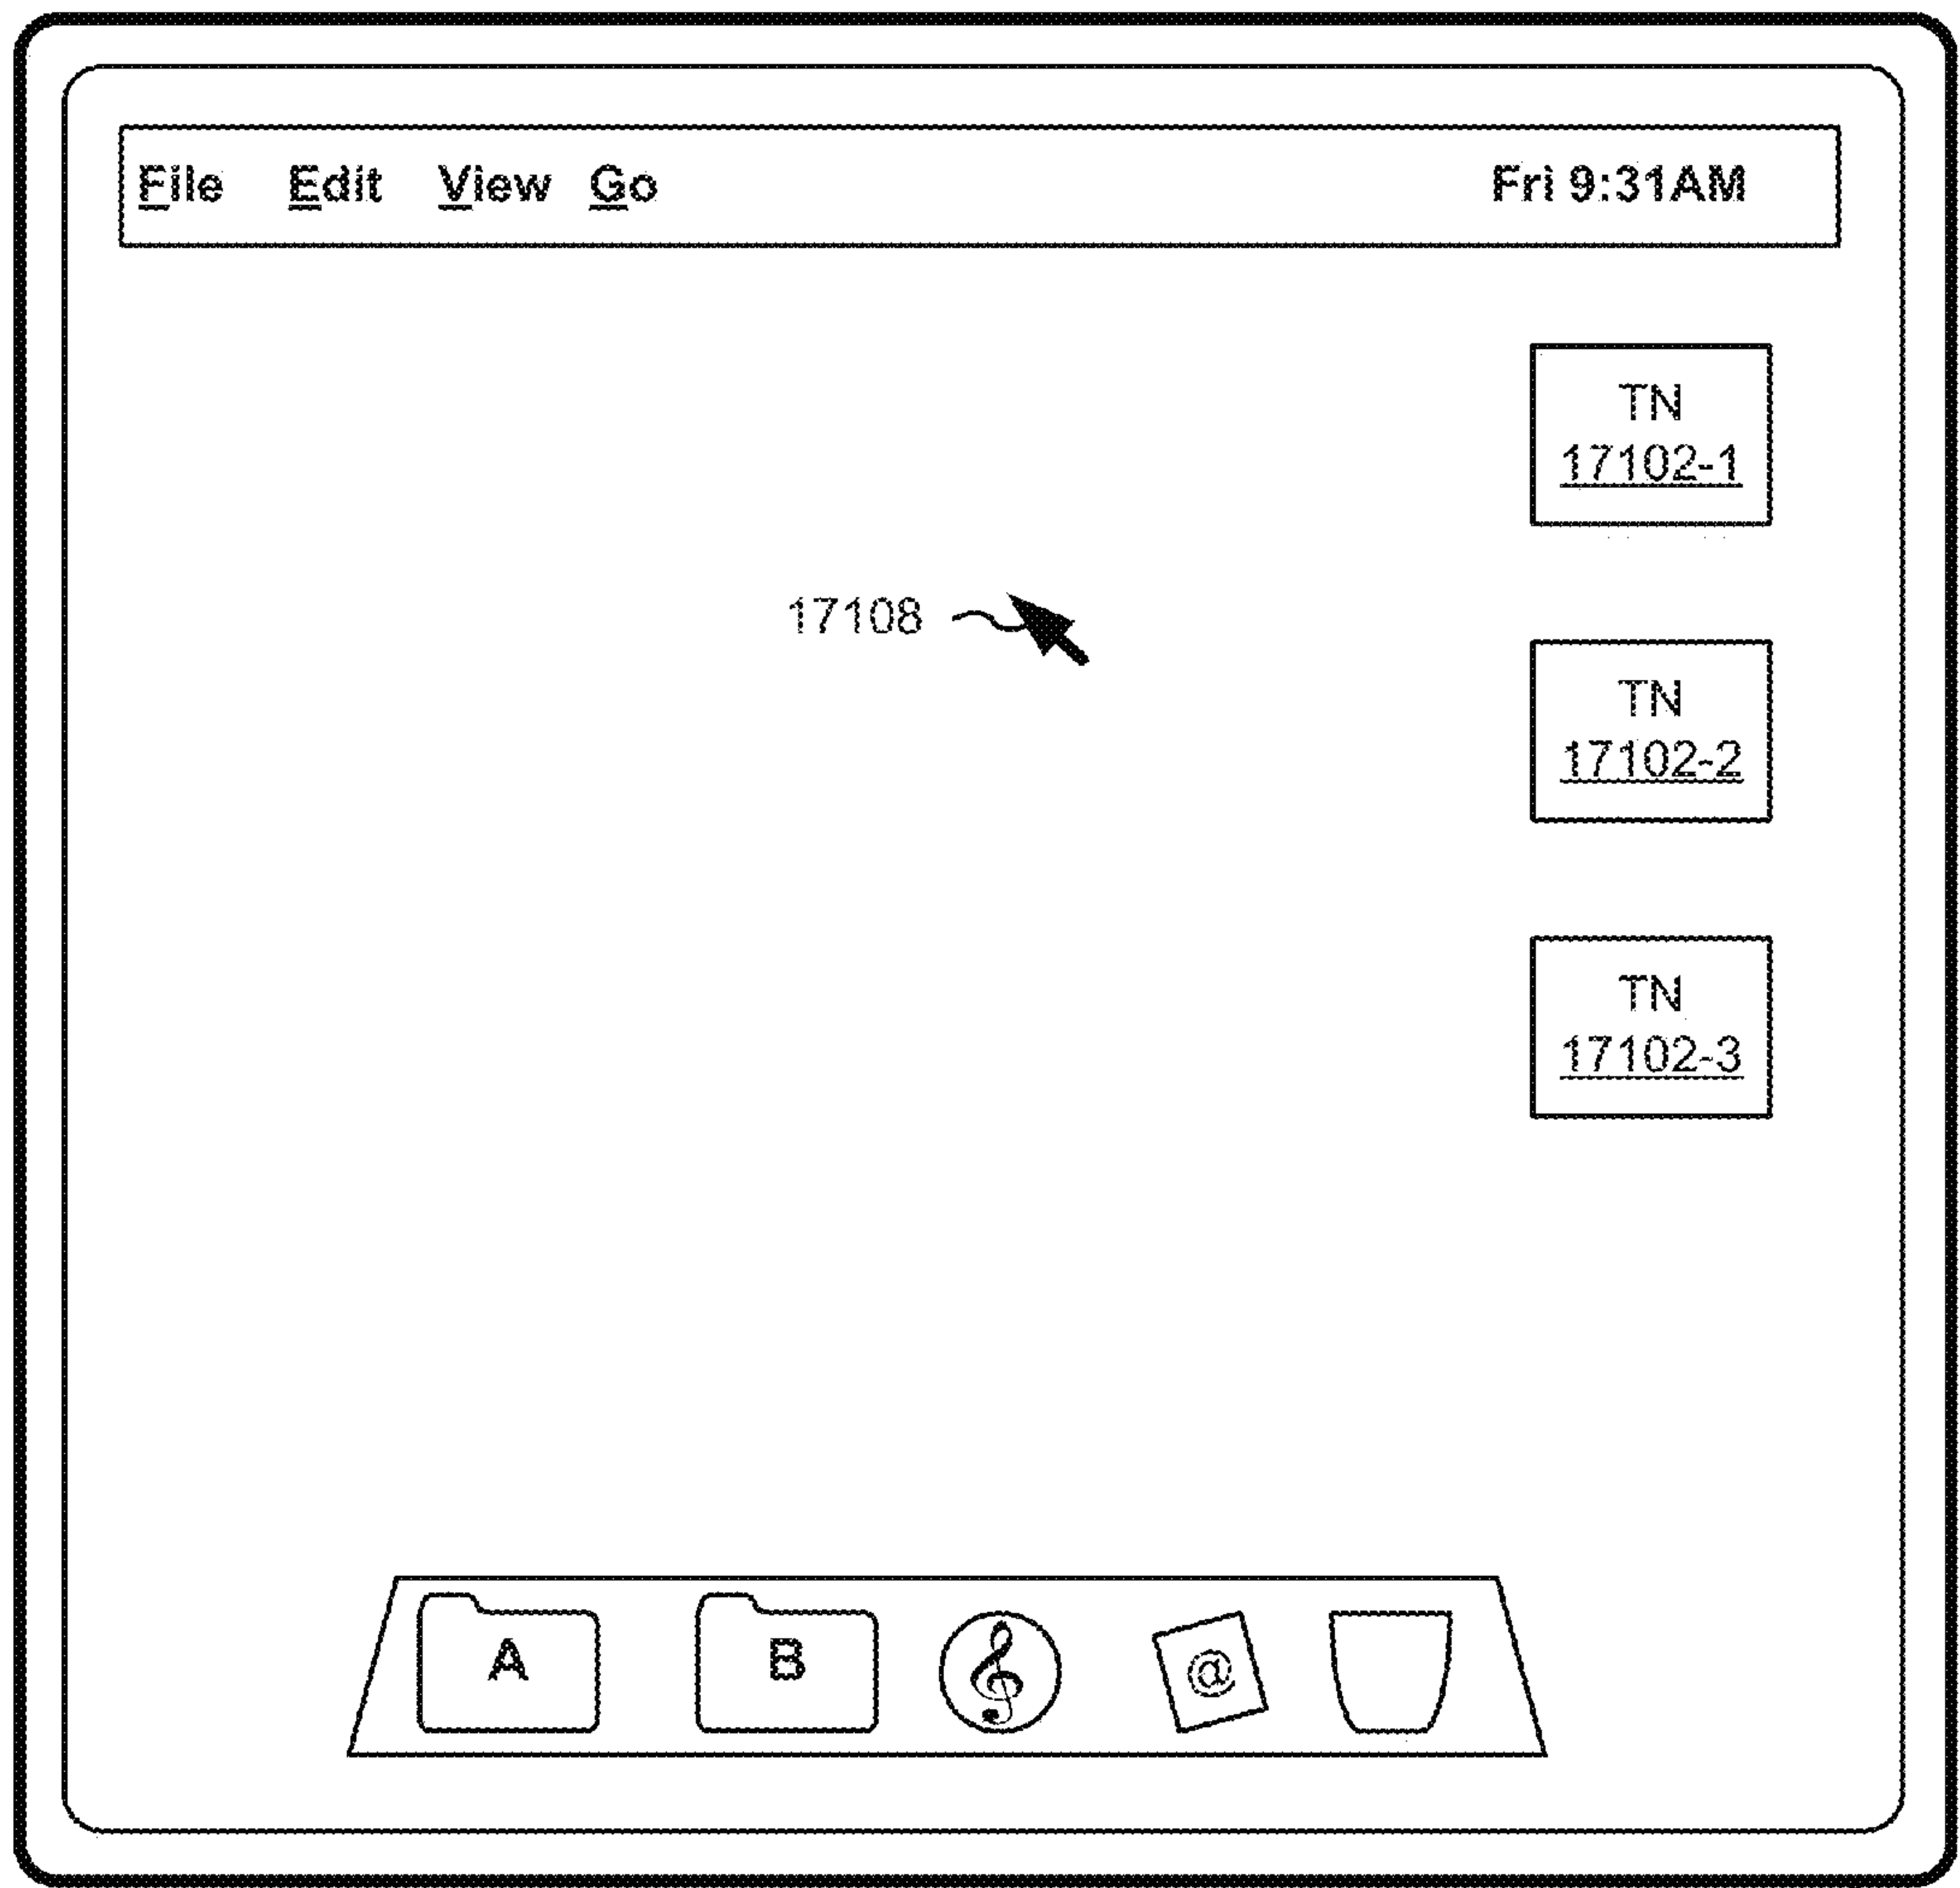 File Edit View Go Fri 9:31AM
TN
17102-1
17108
TN
17102-2
TN
17102-3
A B @